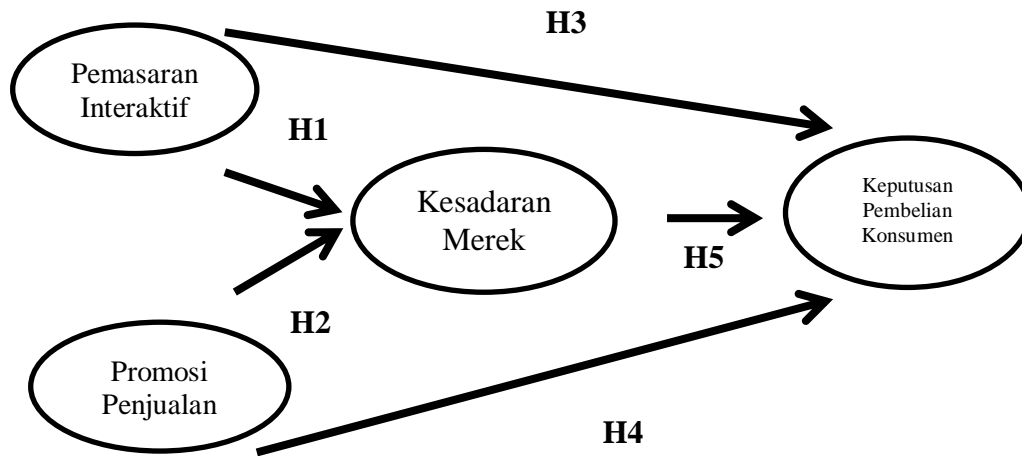 H3
Pemasaran
Interaktif
H1
Kesadaran
Merek
Keputusan
Pembelian
Konsumen
H5
H2
Promosi
Penjualan
H4